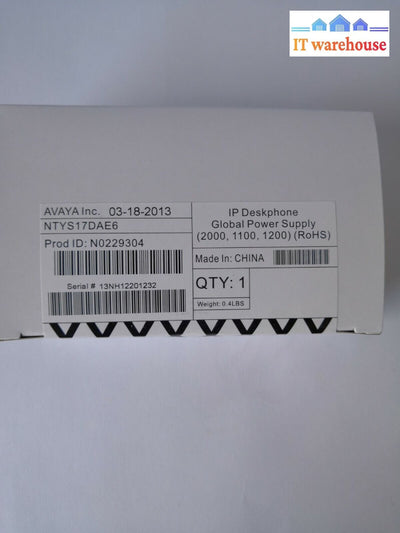 IT warehouse
AVAYA Inc. 03-18-2013
NTYS17DAE6
Prod ID: N0229304
Serial # 13NH12201232
IP Deskphone
Global Power Supply
(2000, 1100, 1200) (RoHS)
Made In: CHINA
QTY: 1
Weight: 0.4LBS